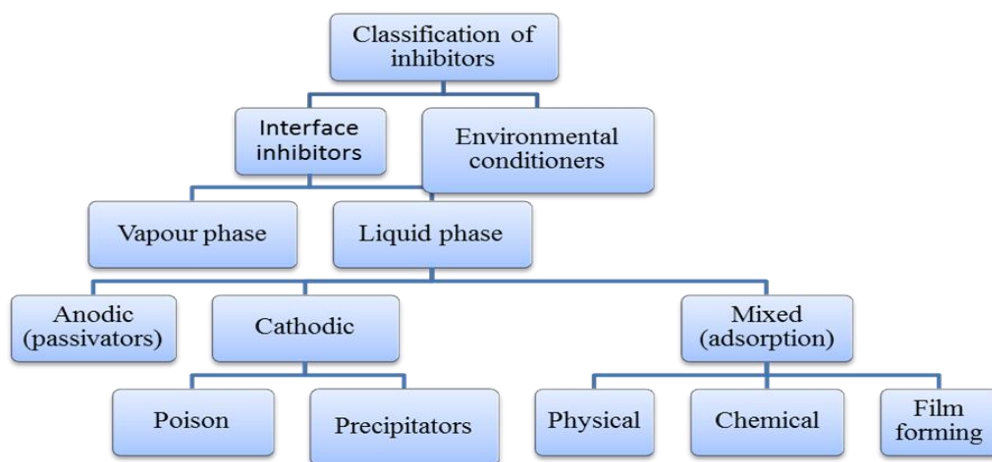 Classification of
inhibitors
Interface
inhibitors
Environmental
conditioners
Vapour phase
Liquid phase
Anodic
(passivators)
Cathodic
Mixed
(adsorption)
Poison
Precipitators
Physical
Chemical
Film
forming